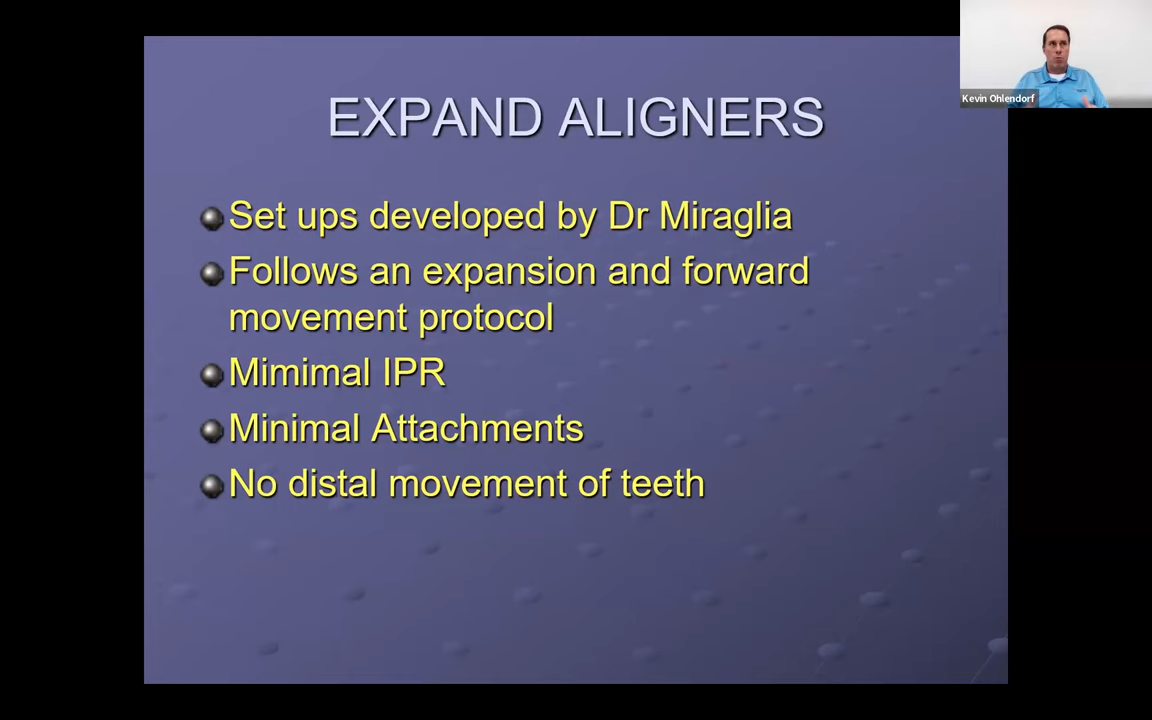 Kevin Ohlendorf
EXPAND ALIGNERS
Set ups developed by Dr Miraglia
Follows an expansion and forward
movement protocol
Mimimal IPR
Minimal Attachments
No distal movement of teeth